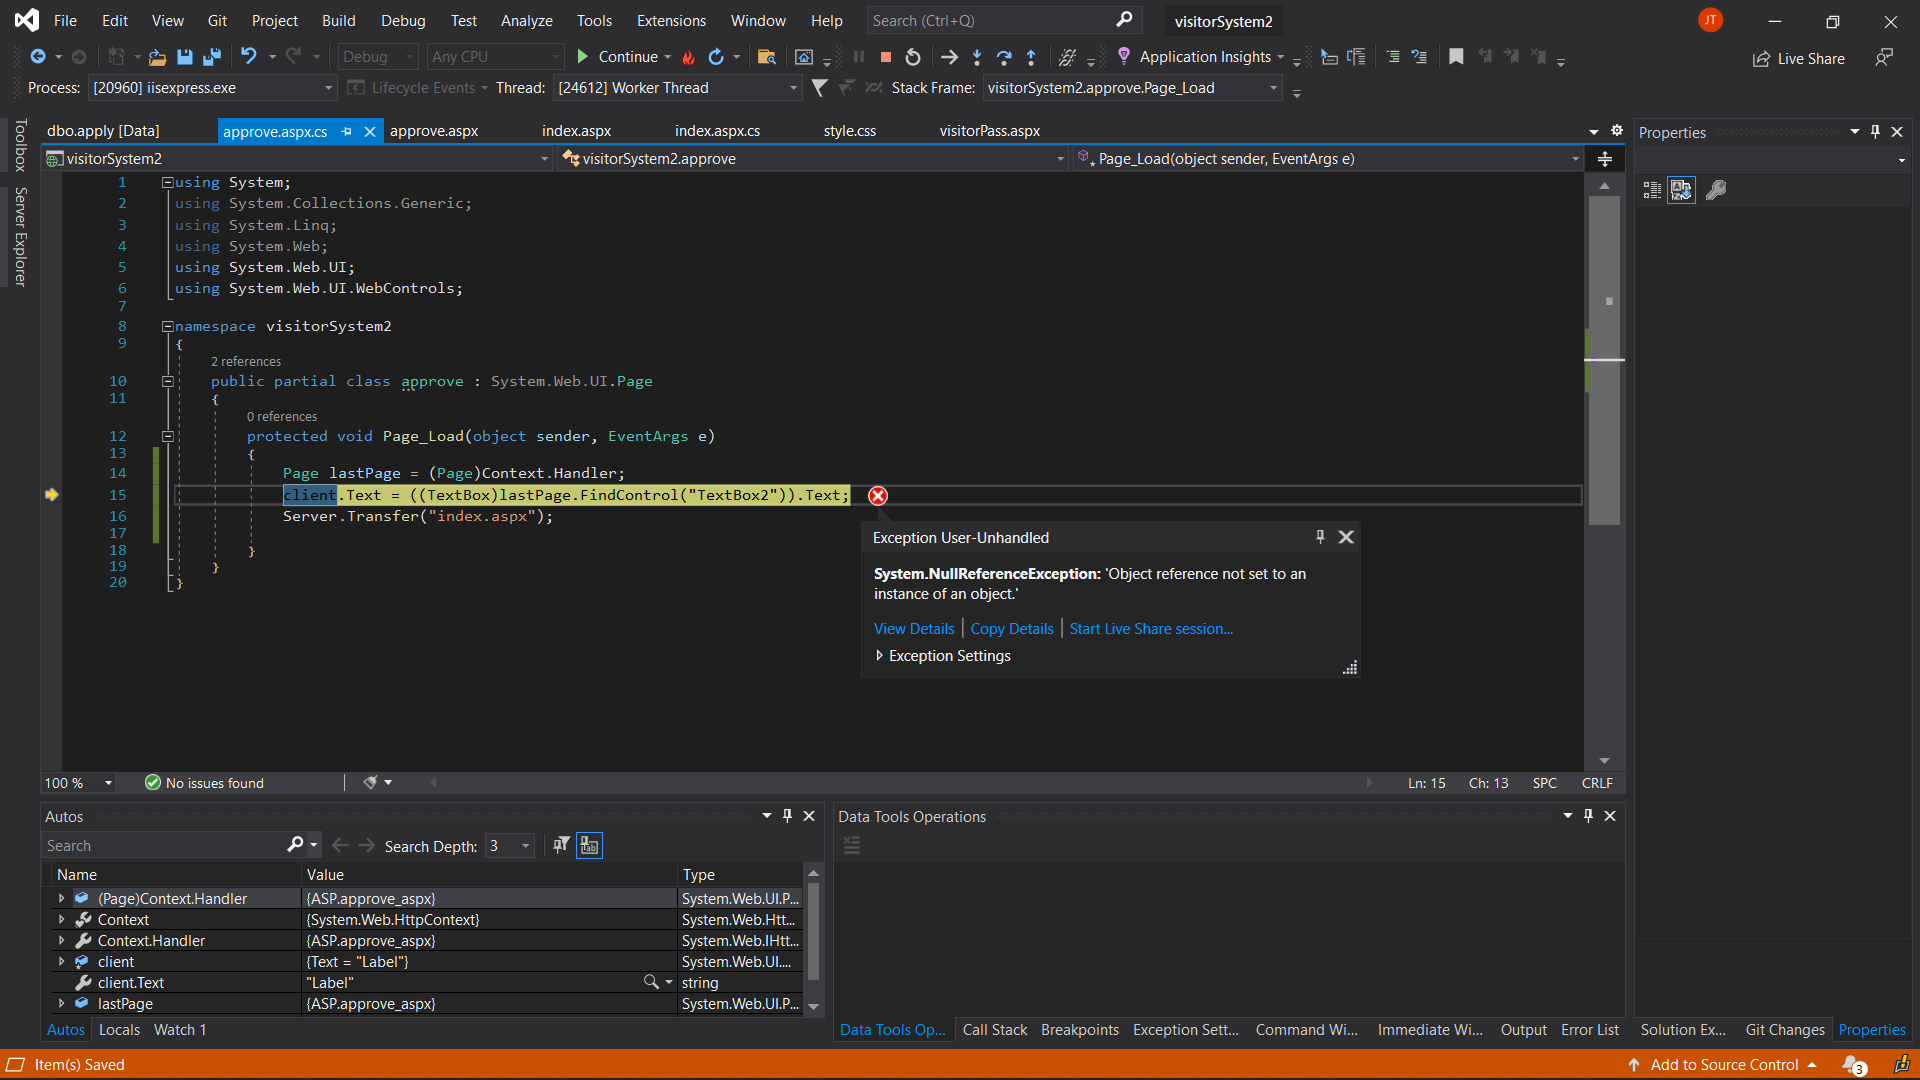 File Edit View Git Project Build Debug Test Analyze Tools Extensions Window Help Search (Ctrl+Q) visitorSystem2 JT
Debug Any CPU Continue Application Insights Live Share
Process: [20960] iisexpress.exe Lifecycle Events Thread: [24612] Worker Thread Stack Frame: visitorSystem2.approve.Page_Load
Toolbox
Server Explorer
dbo.apply [Data] approve.aspx.cs approve.aspx index.aspx index.aspx.cs style.css visitorPass.aspx
visitorSystem2 visitorSystem2.approve Page_Load(object sender, EventArgs e)
1 using System;
2 using System.Collections.Generic;
3 using System.Linq;
4 using System.Web;
5 using System.Web.UI;
6 using System.Web.UI.WebControls;
7
8 namespace visitorSystem2
9 {
2 references
10 public partial class approve : System.Web.UI.Page
11 {
0 references
12 protected void Page_Load(object sender, EventArgs e)
13 {
14 Page lastPage = (Page)Context.Handler;
15 client.Text = ((TextBox)lastPage.FindControl("TextBox2")).Text;
16 Server.Transfer("index.aspx");
17
18 }
19 }
20 }
Exception User-Unhandled
System.NullReferenceException: 'Object reference not set to an
instance of an object.'
View Details | Copy Details | Start Live Share session...
Exception Settings
100 % No issues found Ln: 15 Ch: 13 SPC CRLF
Autos
Search Search Depth: 3
Name Value Type
(Page)Context.Handler {ASP.approve_aspx} System.Web.UI.P...
Context {System.Web.HttpContext} System.Web.Htt...
Context.Handler {ASP.approve_aspx} System.Web.IHtt...
client {Text = "Label"} System.Web.UI....
client.Text "Label" string
lastPage {ASP.approve_aspx} System.Web.UI.P...
Autos Locals Watch 1
Data Tools Operations
Data Tools Op... Call Stack Breakpoints Exception Sett... Command Wi... Immediate Wi... Output Error List
Properties
Solution Ex... Git Changes Properties
Item(s) Saved Add to Source Control 3